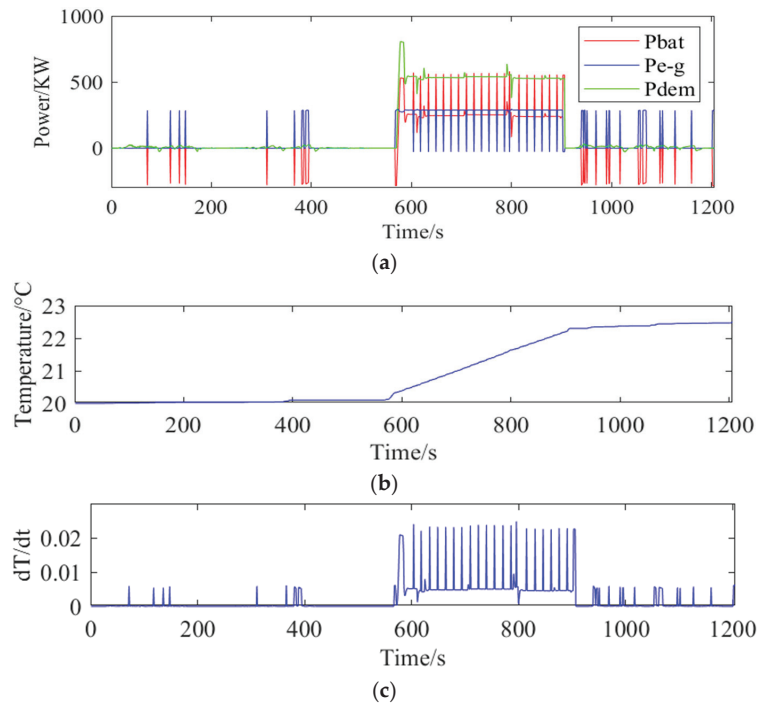 1000
Power/KW
500
0
Pbat
Pe-g
Pdem
0 200 400 600 800 1000 1200
Time/s
(a)
Temperature/°C
23
22
21
20
0 200 400 600 800 1000 1200
Time/s
(b)
dT/dt
0.02
0.01
0
0 200 400 600 800 1000 1200
Time/s
(c)